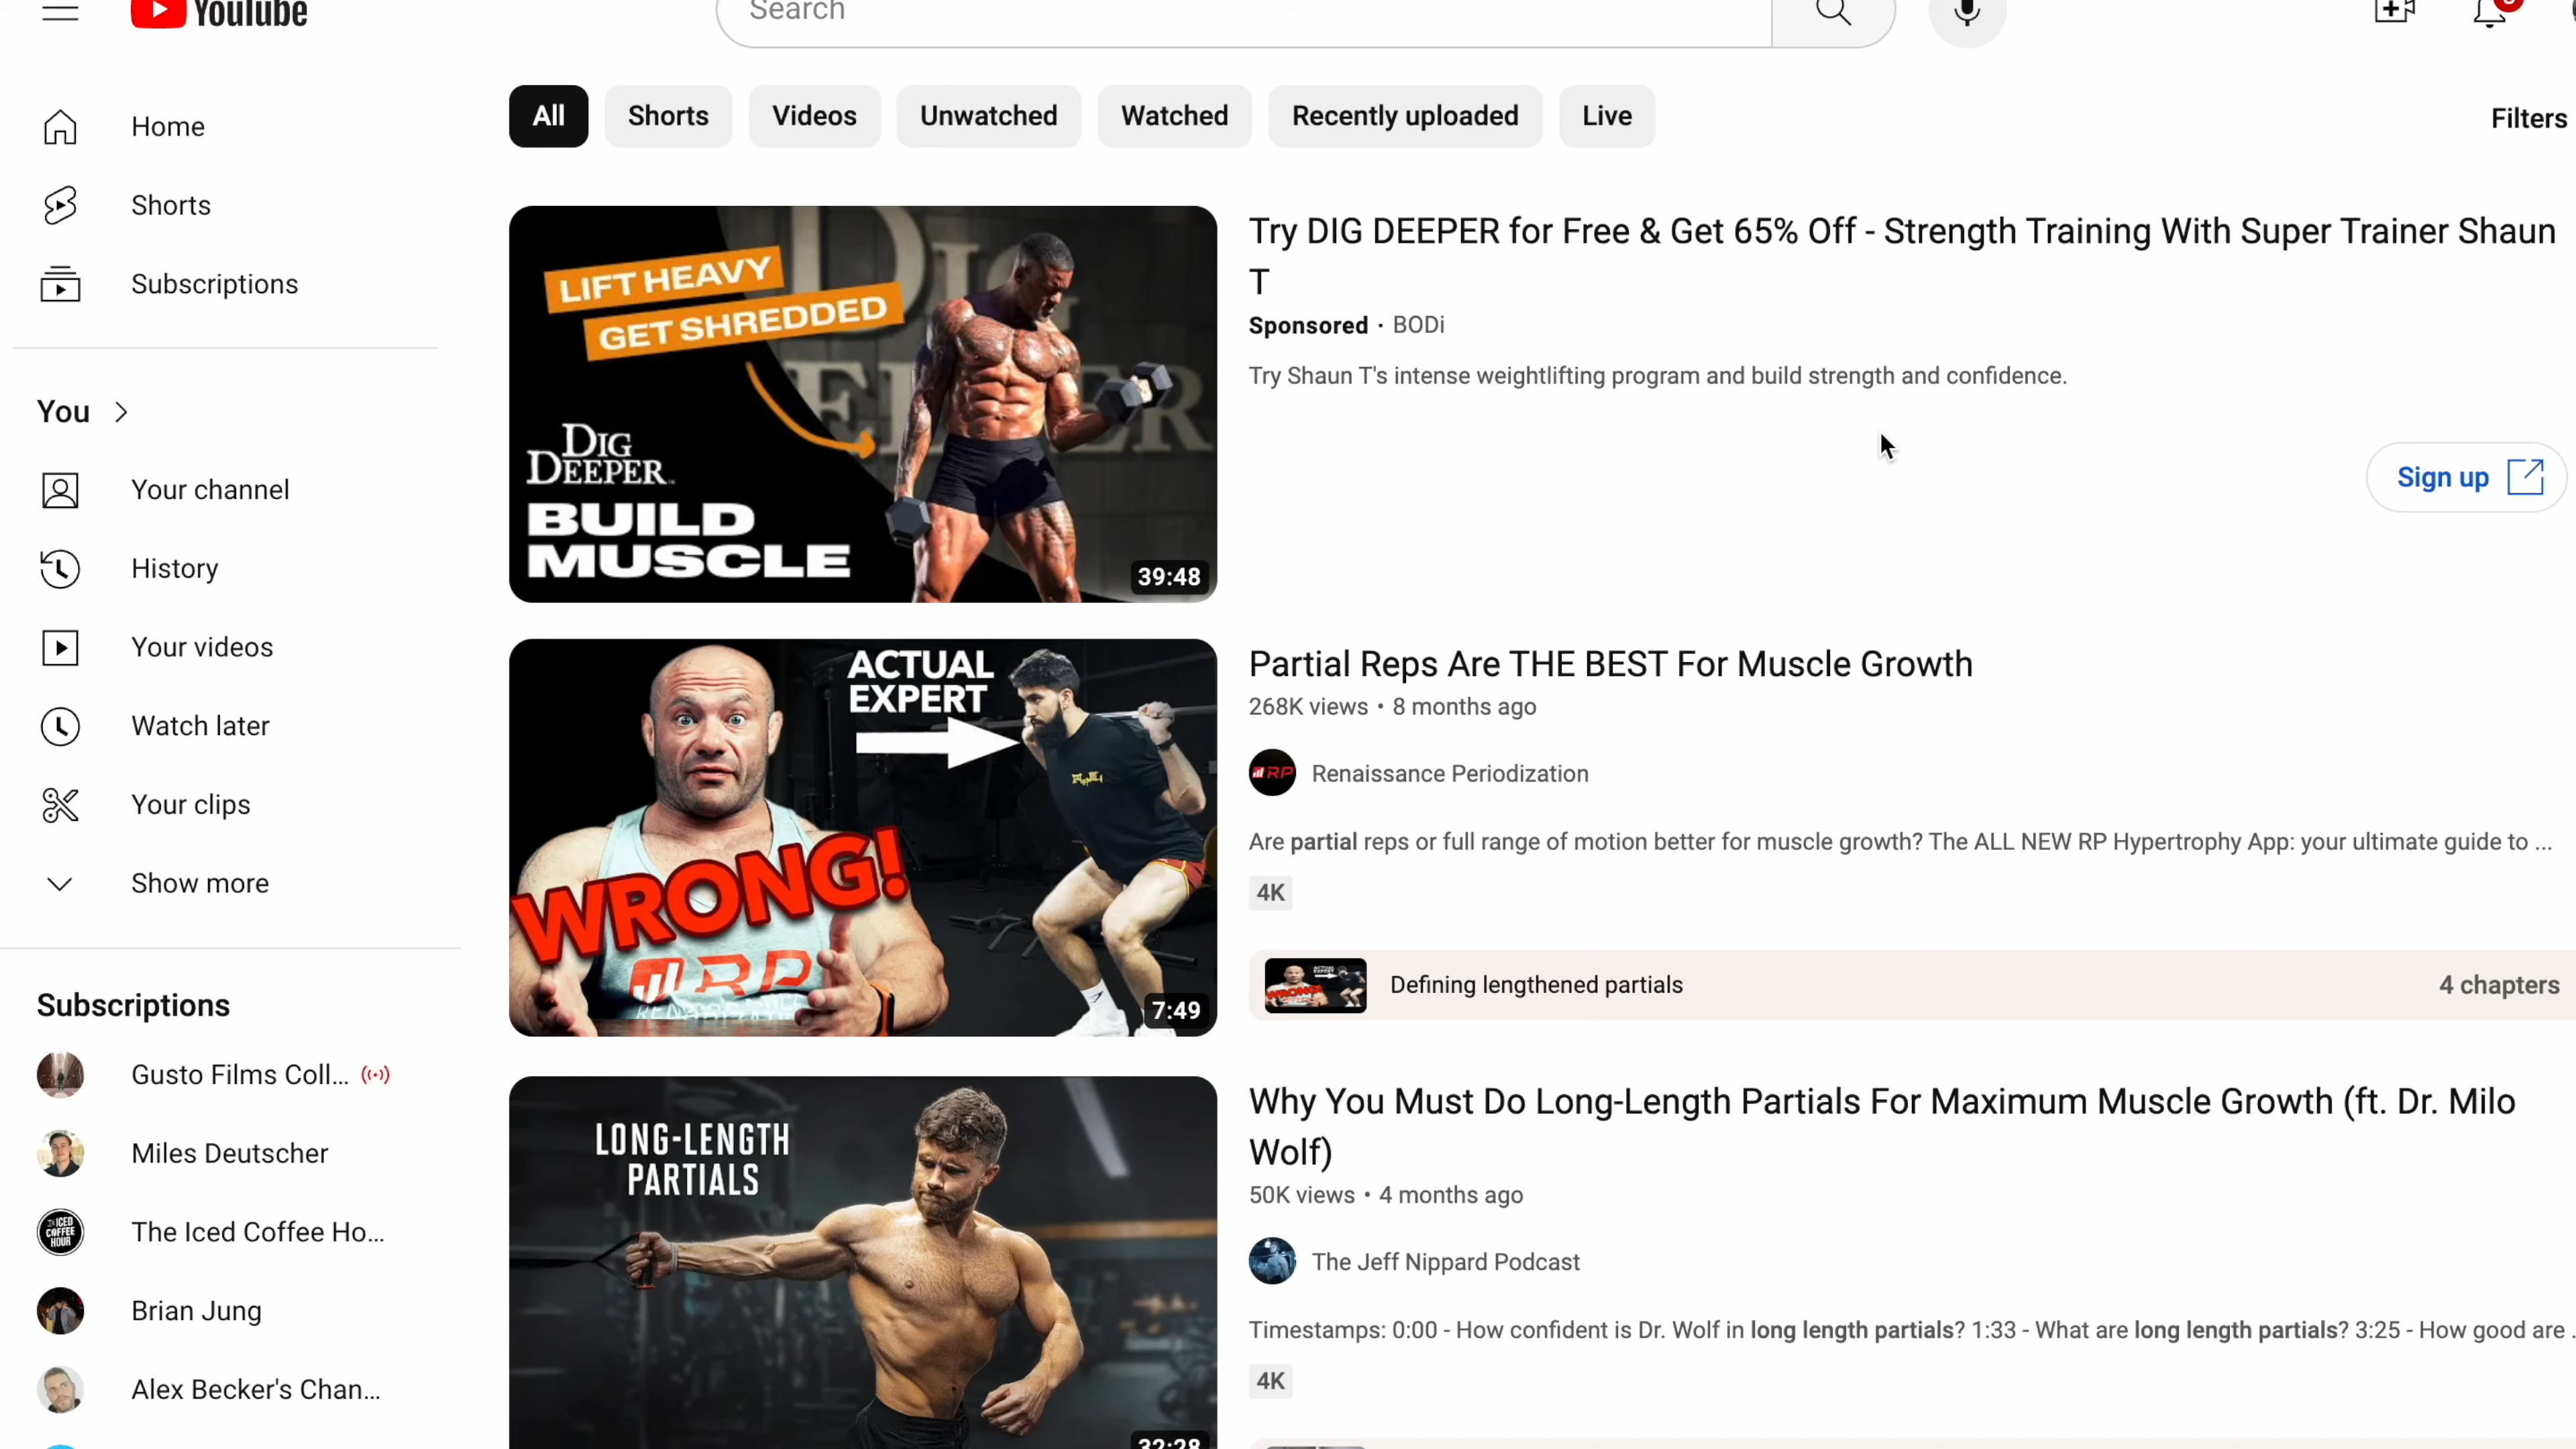 YouTube
Search
All
Shorts
Videos
Unwatched
Watched
Recently uploaded
Live
Filters
Home
Shorts
Subscriptions
You
Your channel
History
Your videos
Watch later
Your clips
Show more
Subscriptions
Gusto Films Coll...
Miles Deutscher
The Iced Coffee Ho...
ICED
COFFEE
HOUR
Brian Jung
Alex Becker's Chan...
LIFT HEAVY
GET SHREDDED
DIG DEEPER
DIG
DEEPER
BUILD
MUSCLE
39:48
Try DIG DEEPER for Free & Get 65% Off - Strength Training With Super Trainer Shaun
T
Sponsored · BODi
Try Shaun T's intense weightlifting program and build strength and confidence.
Sign up
ACTUAL
EXPERT
WRONG!
RP
7:49
Partial Reps Are THE BEST For Muscle Growth
268K views • 8 months ago
RP
Renaissance Periodization
Are partial reps or full range of motion better for muscle growth? The ALL NEW RP Hypertrophy App: your ultimate guide to ...
4K
Defining lengthened partials
4 chapters
LONG-LENGTH
PARTIALS
32:28
Why You Must Do Long-Length Partials For Maximum Muscle Growth (ft. Dr. Milo
Wolf)
50K views • 4 months ago
The Jeff Nippard Podcast
Timestamps: 0:00 - How confident is Dr. Wolf in long length partials? 1:33 - What are long length partials? 3:25 - How good are .
4K